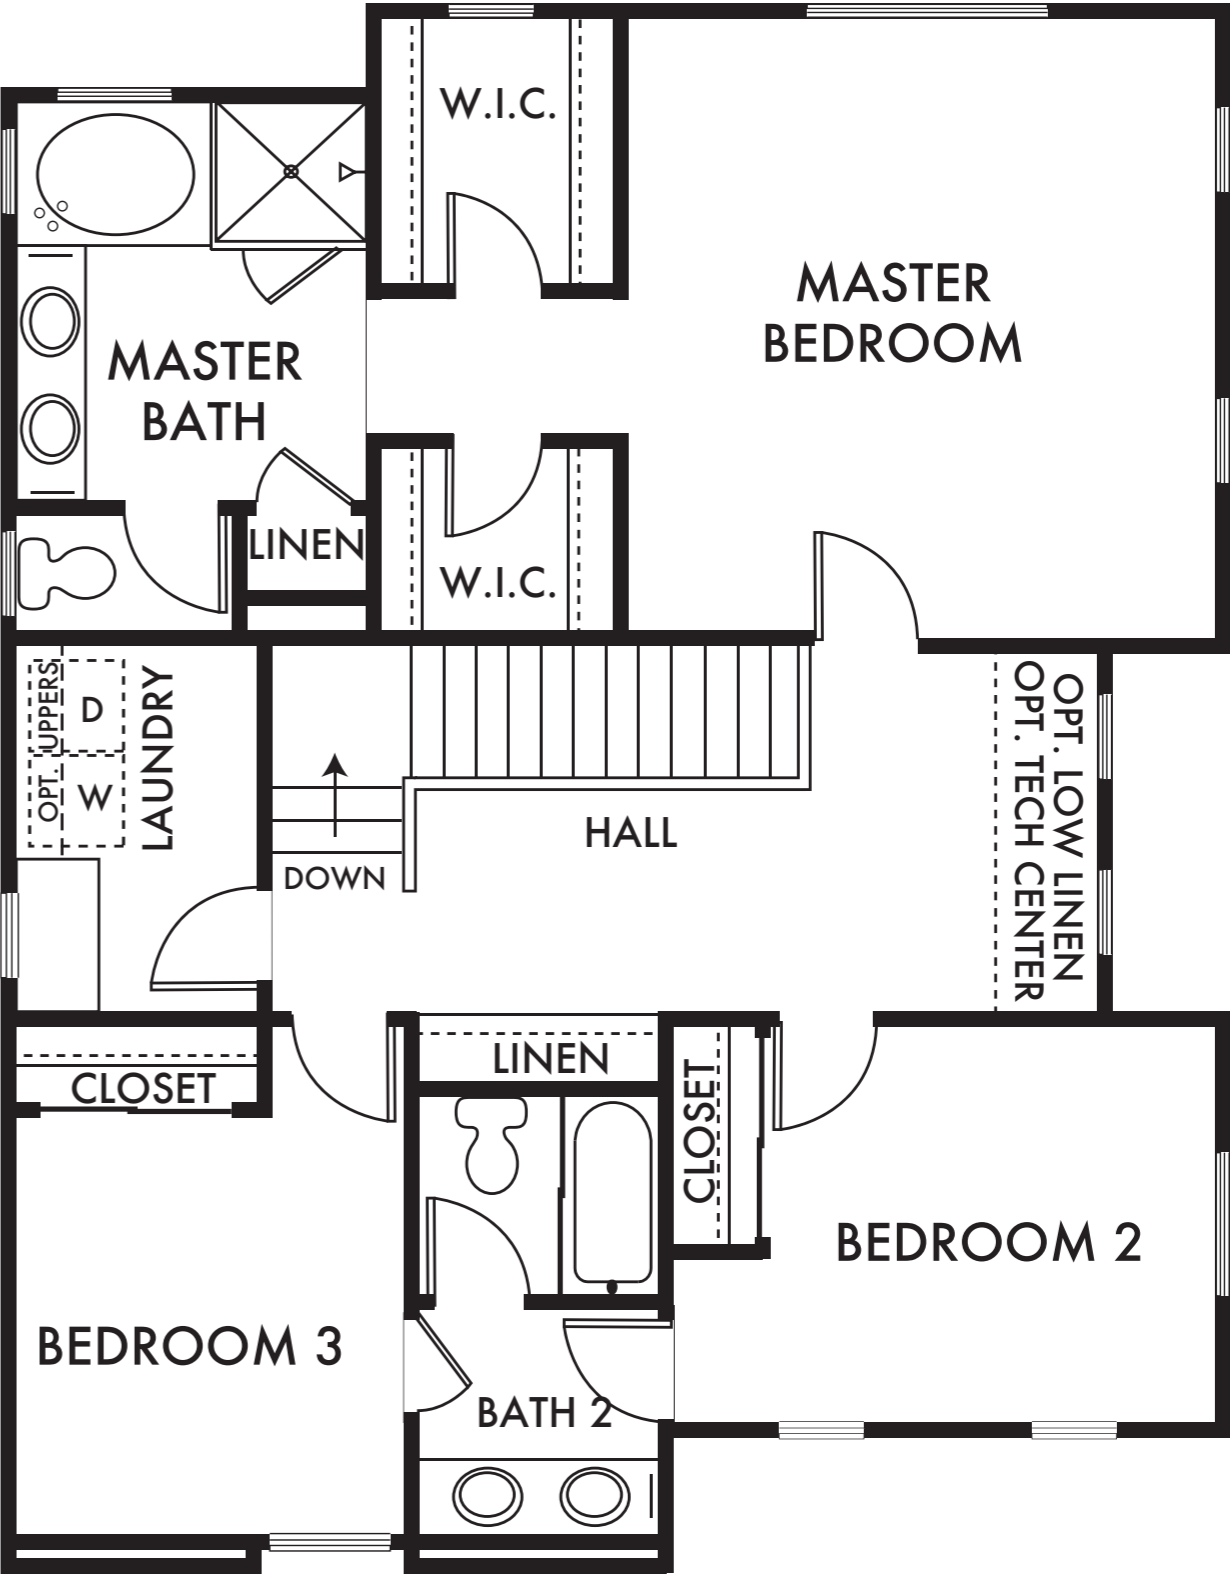 W.I.C.
MASTER
BEDROOM
MASTER
BATH
LINEN
W.I.C.
OPT. UPPERS
D
W
LAUNDRY
DOWN
HALL
OPT. LOW LINEN
OPT. TECH CENTER
CLOSET
LINEN
CLOSET
BEDROOM 2
BEDROOM 3
BATH 2